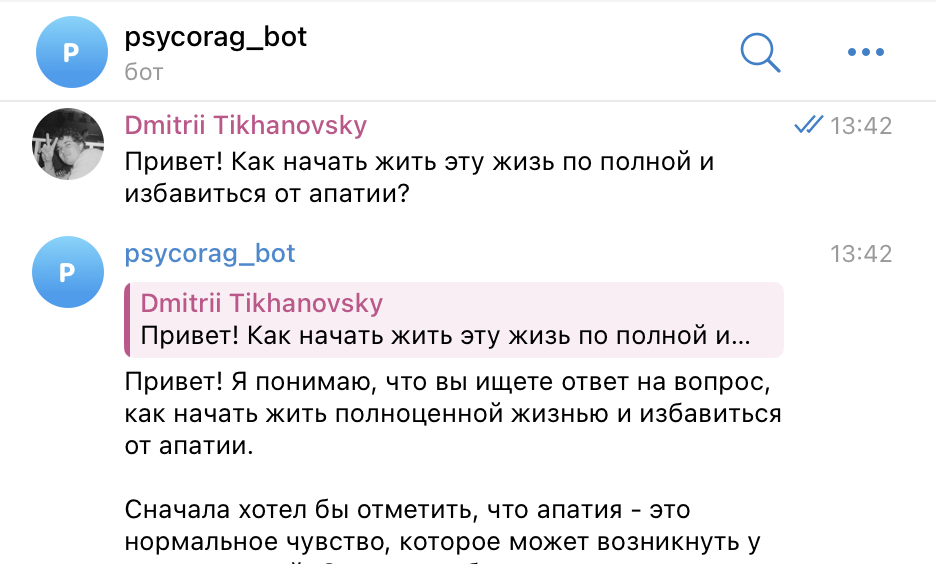 P
psycorag_bot
бот
Dmitrii Tikhanovsky
13:42
Привет! Как начать жить эту жизь по полной и
избавиться от апатии?
P
psycorag_bot
13:42
Dmitrii Tikhanovsky
Привет! Как начать жить эту жизь по полной и...
Привет! Я понимаю, что вы ищете ответ на вопрос,
как начать жить полноценной жизнью и избавиться
от апатии.
Сначала хотел бы отметить, что апатия - это
нормальное чувство, которое может возникнуть у